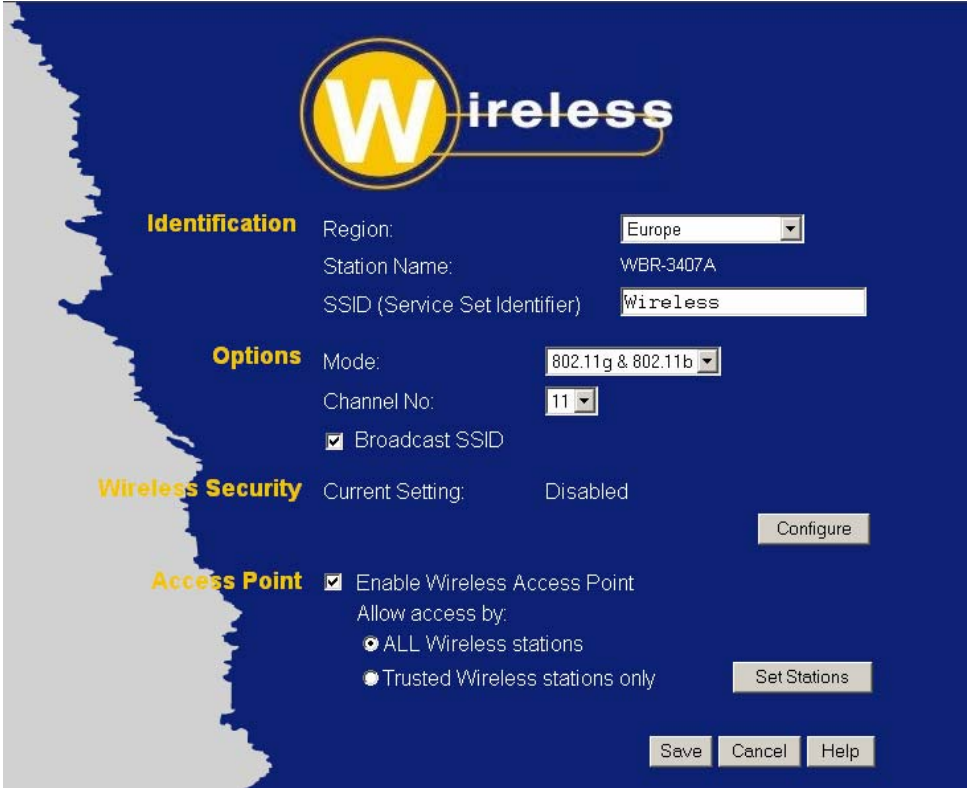 Wireless
Identification
Region: Europe
Station Name: WBR-3407A
SSID (Service Set Identifier) Wireless
Options
Mode: 802.11g & 802.11b
Channel No: 11
Broadcast SSID
Wireless Security
Current Setting: Disabled
Configure
Access Point
Enable Wireless Access Point
Allow access by:
ALL Wireless stations
Trusted Wireless stations only Set Stations
Save Cancel Help